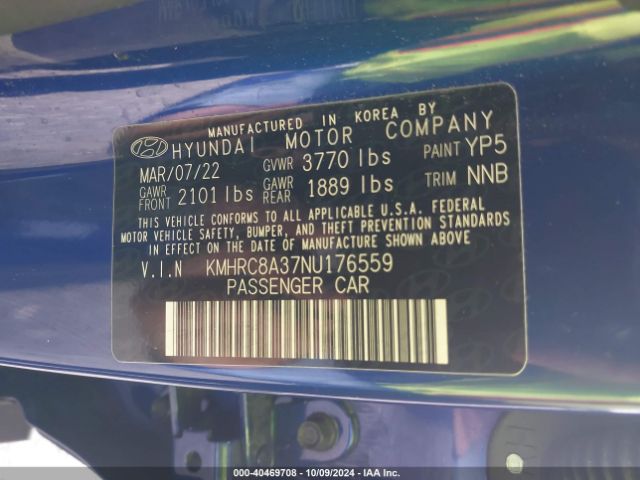 MANUFACTURED IN KOREA BY
HYUNDAI MOTOR COMPANY
MAR/07/22 GVWR 3770 lbs PAINT YP5
GAWR FRONT 2101 lbs GAWR REAR 1889 lbs TRIM NNB
THIS VEHICLE CONFORMS TO ALL APPLICABLE U.S.A. FEDERAL
MOTOR VEHICLE SAFETY, BUMPER, AND THEFT PREVENTION STANDARDS
IN EFFECT ON THE DATE OF MANUFACTURE SHOWN ABOVE
V.I.N KMHRC8A37NU176559
PASSENGER CAR
000-40469708 - 10/09/2024 - IAA Inc.